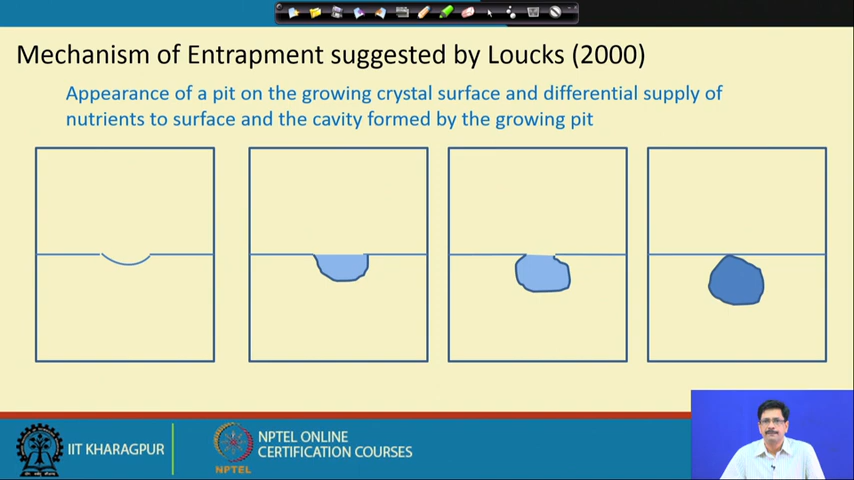 Mechanism of Entrapment suggested by Loucks (2000)
Appearance of a pit on the growing crystal surface and differential supply of
nutrients to surface and the cavity formed by the growing pit
IIT KHARAGPUR
NPTEL
NPTEL ONLINE
CERTIFICATION COURSES